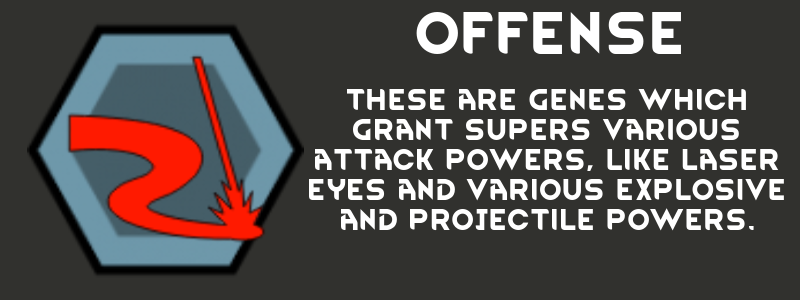 OFFENSE
THESE ARE GENES WHICH
GRANT SUPERS VARIOUS
ATTACK POWERS, LIKE LASER
EYES AND VARIOUS EXPLOSIVE
AND PROJECTILE POWERS.